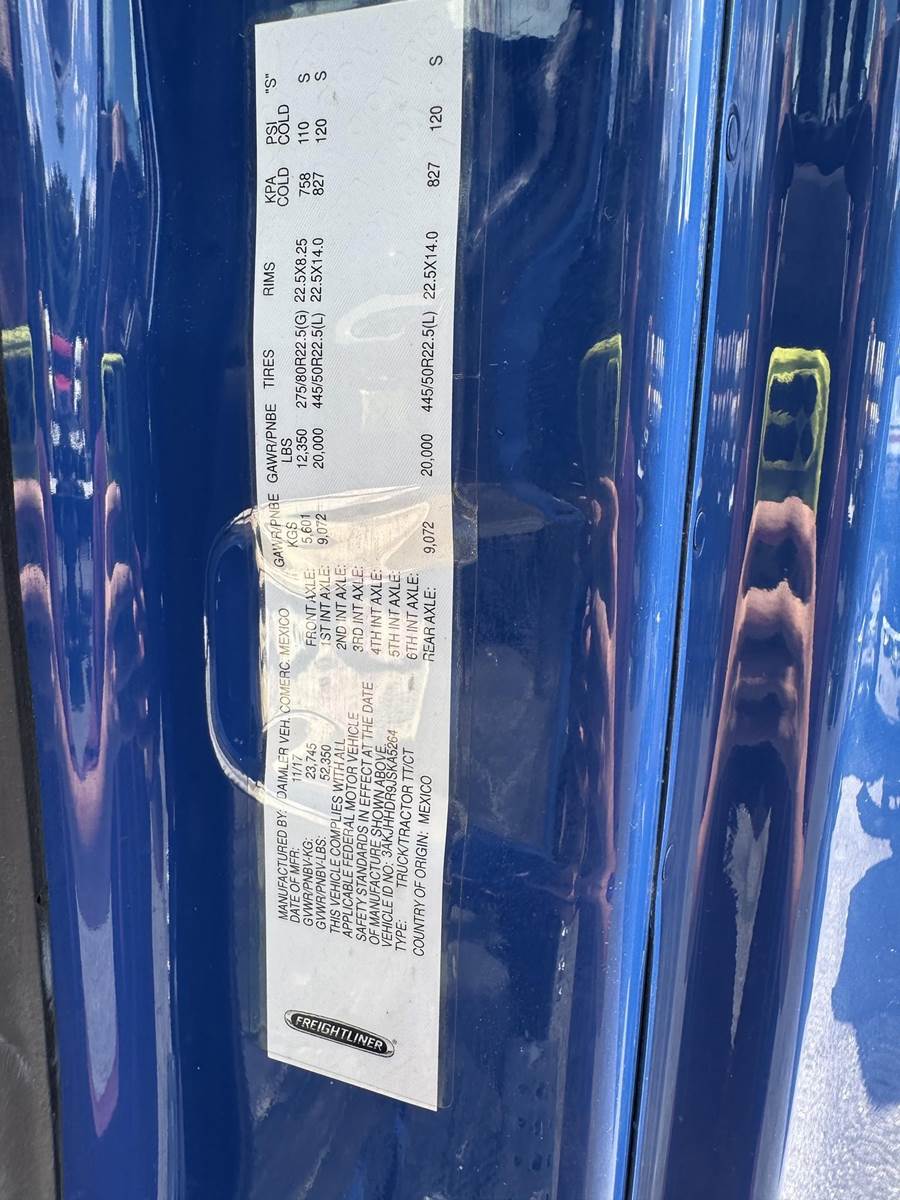 FREIGHTLINER
MANUFACTURED BY: DAIMLER VEH. COMERC. MEXICO
DATE OF MFR: 11/17
GVWR/PNBV-KG: 23,745
GVWR/PNBV-LBS: 52,350
THIS VEHICLE COMPLIES WITH ALL
APPLICABLE FEDERAL MOTOR VEHICLE
SAFETY STANDARDS IN EFFECT AT THE DATE
OF MANUFACTURE SHOWN ABOVE.
VEHICLE ID NO: 3AKJHHDR9JSKA5264
TYPE: TRUCK/TRACTOR TT/CT
COUNTRY OF ORIGIN: MEXICO
GAWR/PNBE KGS GAWR/PNBE LBS TIRES RIMS KPA COLD PSI COLD "S"
FRONT AXLE: 5,601 12,350 275/80R22.5(G) 22.5X8.25 758 110 S
1ST INT AXLE: 9,072 20,000 445/50R22.5(L) 22.5X14.0 827 120 S
2ND INT AXLE:
3RD INT AXLE:
4TH INT AXLE:
5TH INT AXLE:
6TH INT AXLE:
REAR AXLE: 9,072 20,000 445/50R22.5(L) 22.5X14.0 827 120 S